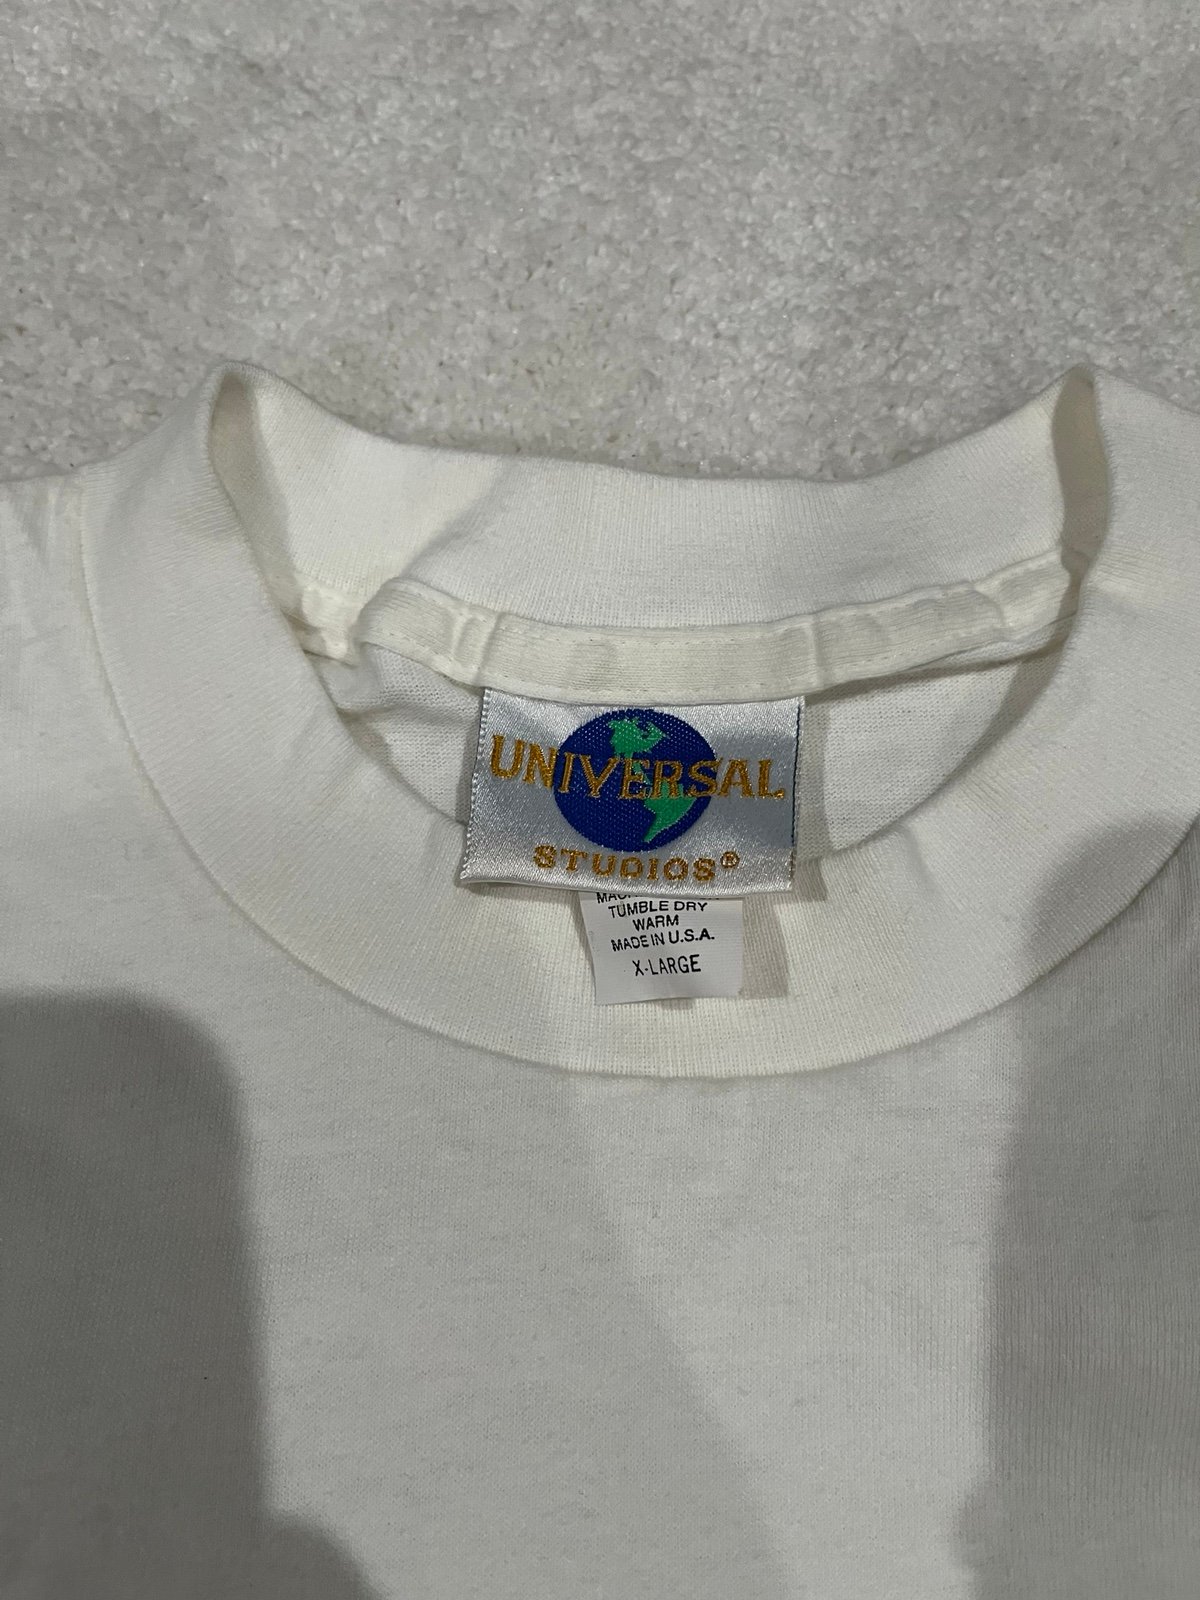 UNIVERSAL
STUDIOS®
TUMBLE DRY
WARM
MADE IN U.S.A.
X-LARGE